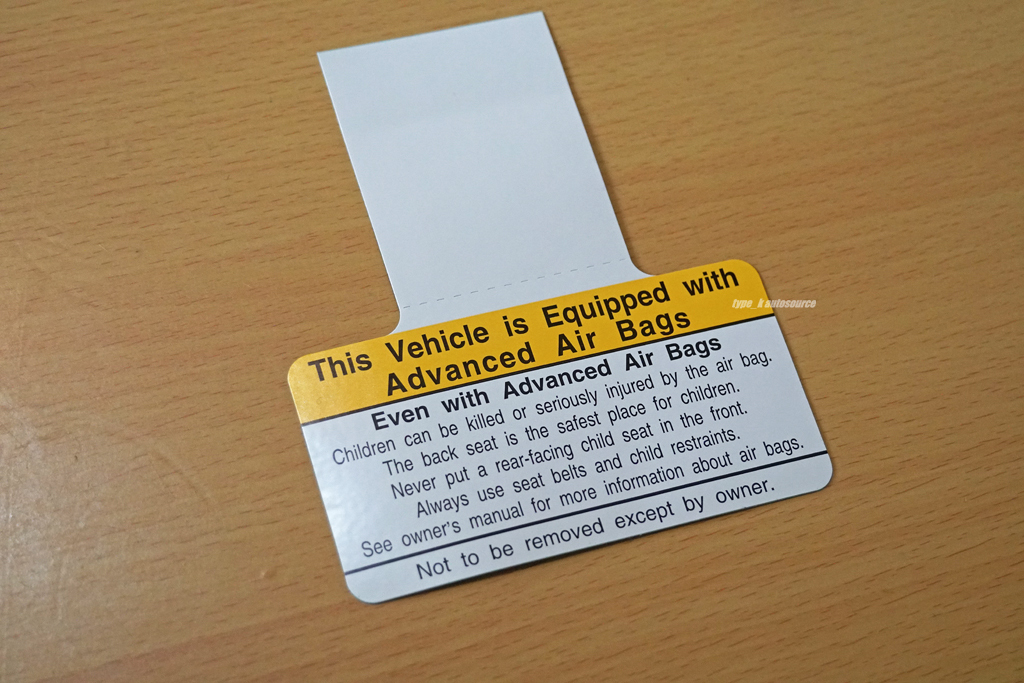 This Vehicle is Equipped with
Advanced Air Bags
Even with Advanced Air Bags
Children can be killed or seriously injured by the air bag.
The back seat is the safest place for children.
Never put a rear-facing child seat in the front.
Always use seat belts and child restraints.
See owner's manual for more information about air bags.
Not to be removed except by owner.
type_k autosource